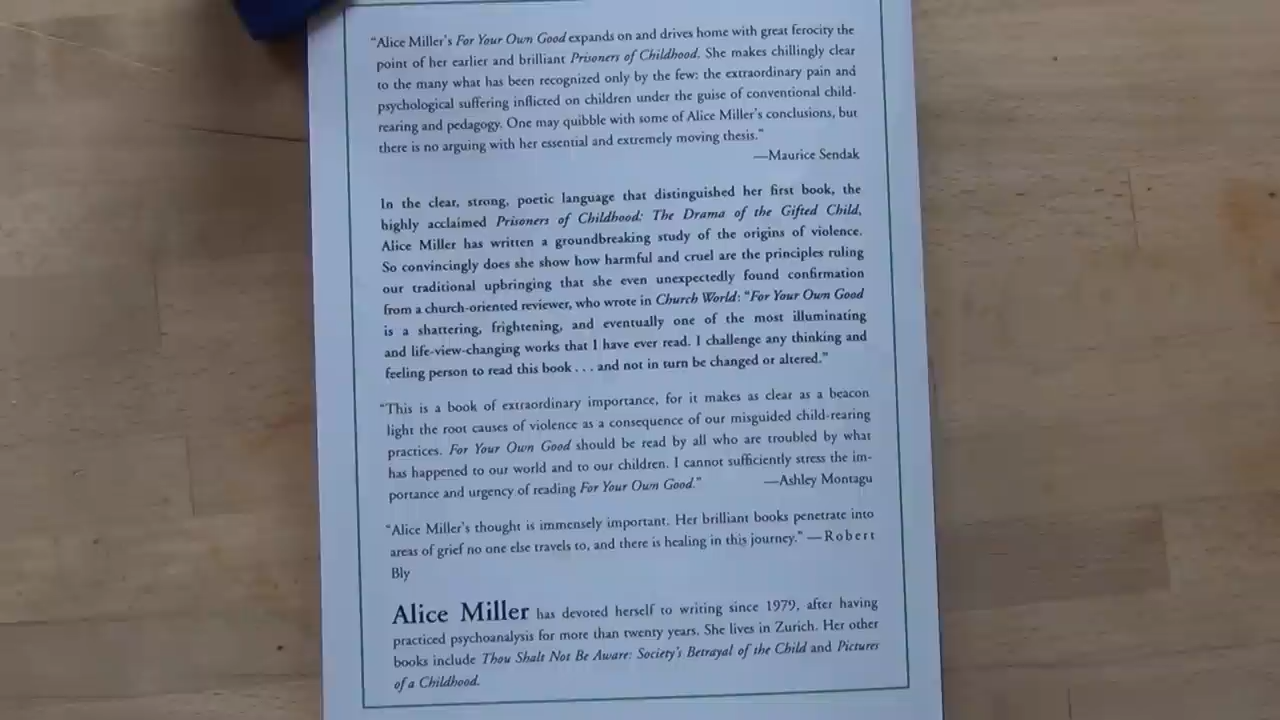 “Alice Miller’s For Your Own Good expands on and drives home with great ferocity the
point of her earlier and brilliant Prisoners of Childhood. She makes chillingly clear
to the many what has been recognized only by the few: the extraordinary pain and
psychological suffering inflicted on children under the guise of conventional child-
rearing and pedagogy. One may quibble with some of Alice Miller’s conclusions, but
there is no arguing with her essential and extremely moving thesis.”
—Maurice Sendak
In the clear, strong, poetic language that distinguished her first book, the
highly acclaimed Prisoners of Childhood: The Drama of the Gifted Child,
Alice Miller has written a groundbreaking study of the origins of violence.
So convincingly does she show how harmful and cruel are the principles ruling
our traditional upbringing that she even unexpectedly found confirmation
from a church-oriented reviewer, who wrote in Church World: “For Your Own Good
is a shattering, frightening, and eventually one of the most illuminating
and life-view-changing works that I have ever read. I challenge any thinking and
feeling person to read this book . . . and not in turn be changed or altered.”
“This is a book of extraordinary importance, for it makes as clear as a beacon
light the root causes of violence as a consequence of our misguided child-rearing
practices. For Your Own Good should be read by all who are troubled by what
has happened to our world and to our children. I cannot sufficiently stress the im-
portance and urgency of reading For Your Own Good.” —Ashley Montagu
“Alice Miller’s thought is immensely important. Her brilliant books penetrate into
areas of grief no one else travels to, and there is healing in this journey.” —Robert
Bly
Alice Miller has devoted herself to writing since 1979, after having
practiced psychoanalysis for more than twenty years. She lives in Zurich. Her other
books include Thou Shalt Not Be Aware: Society’s Betrayal of the Child and Pictures
of a Childhood.